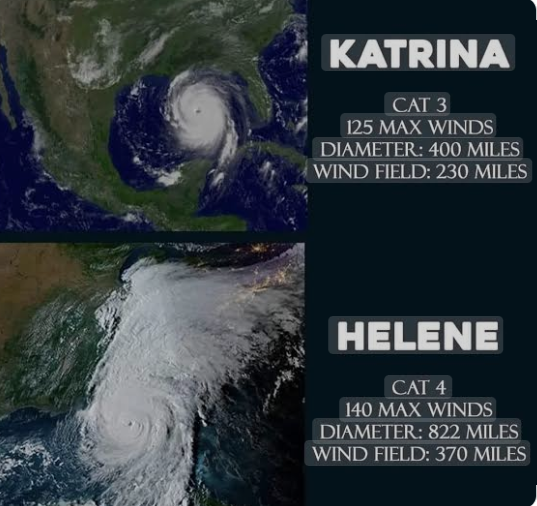 KATRINA
CAT 3
125 MAX WINDS
DIAMETER: 400 MILES
WIND FIELD: 230 MILES
HELENE
CAT 4
140 MAX WINDS
DIAMETER: 822 MILES
WIND FIELD: 370 MILES